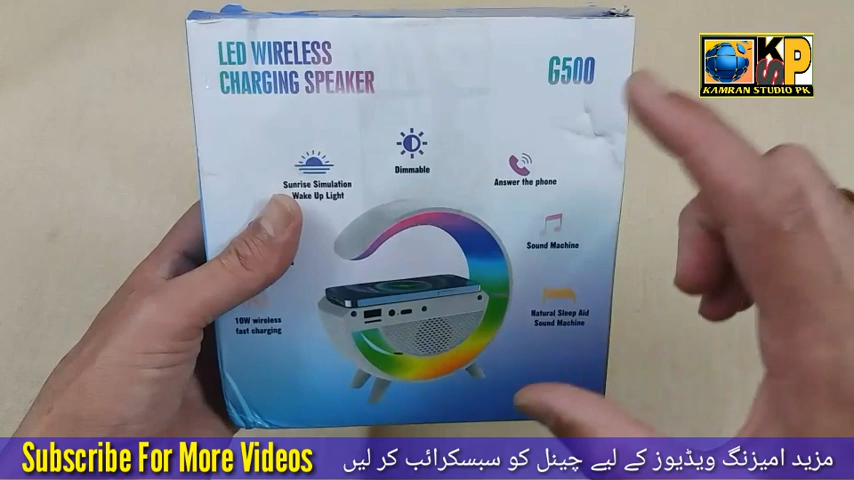 LED WIRELESS
CHARGING SPEAKER
G500
KSP
KAMRAN STUDIO PK
Sunrise Simulation
Wake Up Light
Dimmable
Answer the phone
Sound Machine
10W wireless
fast charging
Natural Sleep Aid
Sound Machine
Subscribe For More Videos
مزید امیزنگ ویڈیوز کے لیے چینل کو سبسکرائب کر لیں